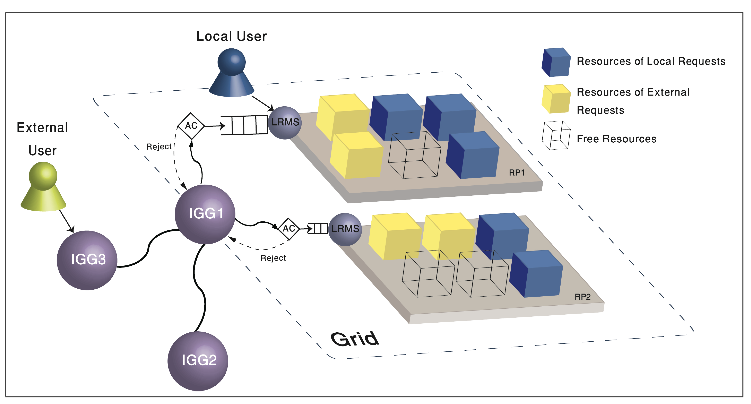 Local User
External
User
Resources of Local Requests
Resources of External
Requests
Free Resources
AC
LRMS
Reject
RP1
IGG1
AC
LRMS
Reject
IGG3
RP2
Grid
IGG2